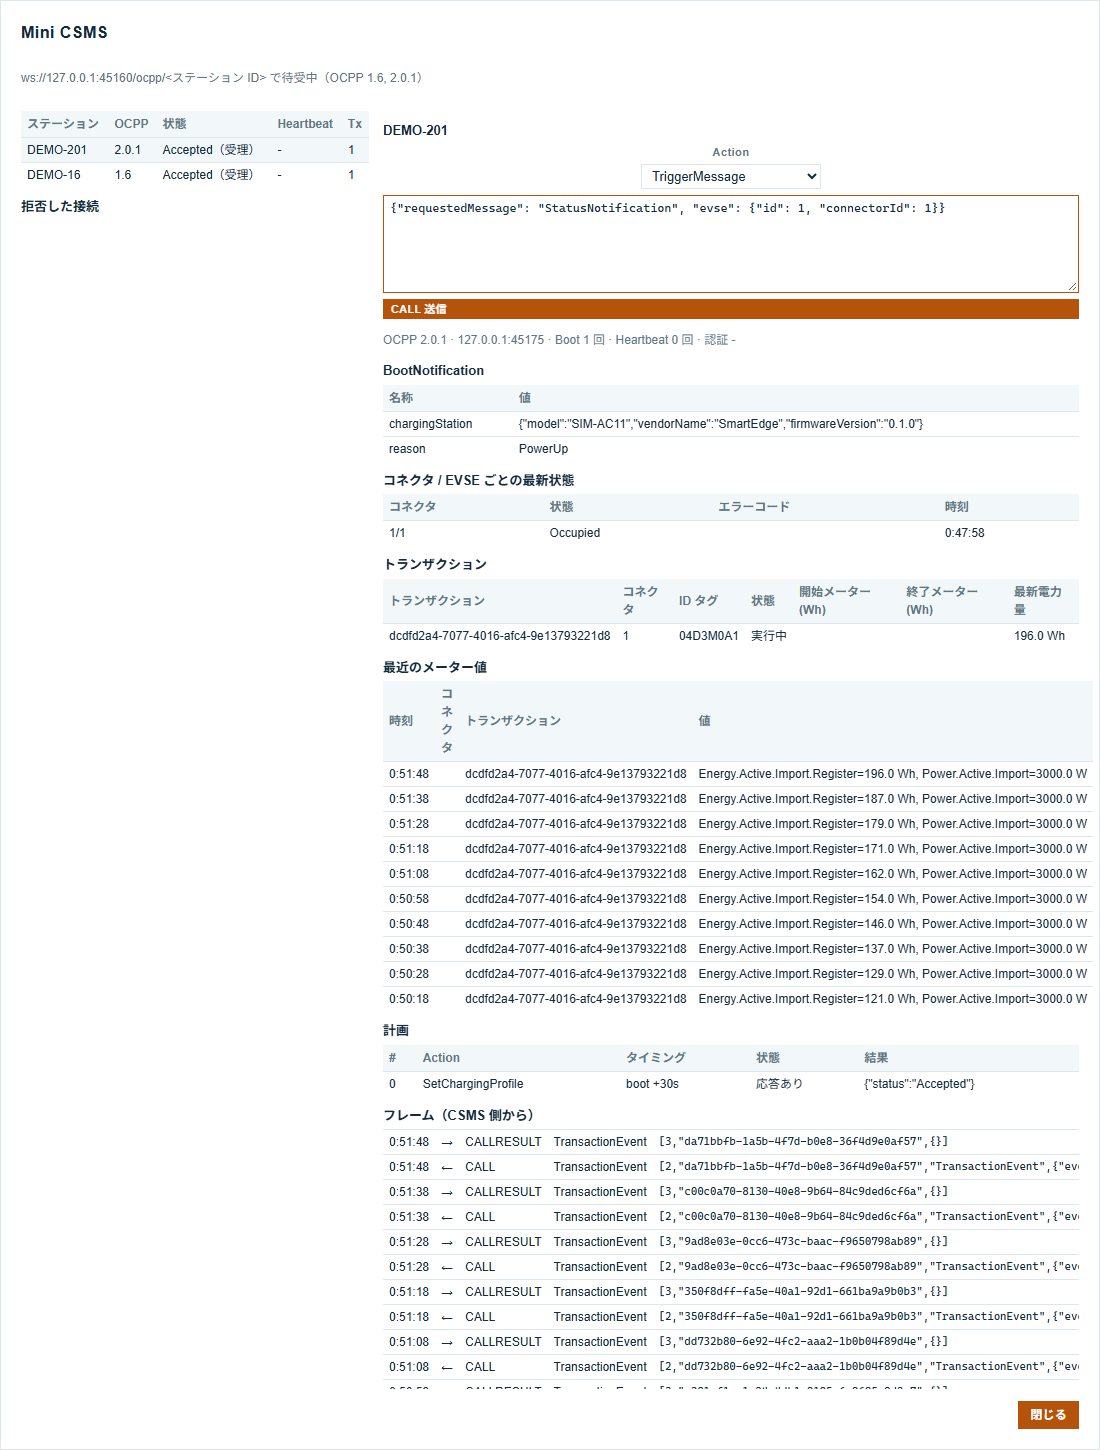 Mini CSMS
ws://127.0.0.1:45160/ocpp/<ステーション ID> で待受中（OCPP 1.6, 2.0.1）
ステーション OCPP 状態 Heartbeat Tx
DEMO-201 2.0.1 Accepted（受理） - 1
DEMO-16 1.6 Accepted（受理） - 1
拒否した接続
DEMO-201
Action
TriggerMessage
{"requestedMessage": "StatusNotification", "evse": {"id": 1, "connectorId": 1}}
CALL 送信
OCPP 2.0.1 · 127.0.0.1:45175 · Boot 1 回 · Heartbeat 0 回 · 認証 -
BootNotification
名称 値
chargingStation {"model":"SIM-AC11","vendorName":"SmartEdge","firmwareVersion":"0.1.0"}
reason PowerUp
コネクタ / EVSE ごとの最新状態
コネクタ 状態 エラーコード 時刻
1/1 Occupied 0:47:58
トランザクション
トランザクション コネクタ ID タグ 状態 開始メーター (Wh) 終了メーター (Wh) 最新電力量
dcdfd2a4-7077-4016-afc4-9e13793221d8 1 04D3M0A1 実行中 196.0 Wh
最近のメーター値
時刻 コネクタ トランザクション 値
0:51:48 dcdfd2a4-7077-4016-afc4-9e13793221d8 Energy.Active.Import.Register=196.0 Wh, Power.Active.Import=3000.0 W
0:51:38 dcdfd2a4-7077-4016-afc4-9e13793221d8 Energy.Active.Import.Register=187.0 Wh, Power.Active.Import=3000.0 W
0:51:28 dcdfd2a4-7077-4016-afc4-9e13793221d8 Energy.Active.Import.Register=179.0 Wh, Power.Active.Import=3000.0 W
0:51:18 dcdfd2a4-7077-4016-afc4-9e13793221d8 Energy.Active.Import.Register=171.0 Wh, Power.Active.Import=3000.0 W
0:51:08 dcdfd2a4-7077-4016-afc4-9e13793221d8 Energy.Active.Import.Register=162.0 Wh, Power.Active.Import=3000.0 W
0:50:58 dcdfd2a4-7077-4016-afc4-9e13793221d8 Energy.Active.Import.Register=154.0 Wh, Power.Active.Import=3000.0 W
0:50:48 dcdfd2a4-7077-4016-afc4-9e13793221d8 Energy.Active.Import.Register=146.0 Wh, Power.Active.Import=3000.0 W
0:50:38 dcdfd2a4-7077-4016-afc4-9e13793221d8 Energy.Active.Import.Register=137.0 Wh, Power.Active.Import=3000.0 W
0:50:28 dcdfd2a4-7077-4016-afc4-9e13793221d8 Energy.Active.Import.Register=129.0 Wh, Power.Active.Import=3000.0 W
0:50:18 dcdfd2a4-7077-4016-afc4-9e13793221d8 Energy.Active.Import.Register=121.0 Wh, Power.Active.Import=3000.0 W
計画
# Action タイミング 状態 結果
0 SetChargingProfile boot +30s 応答あり {"status":"Accepted"}
フレーム（CSMS 側から）
0:51:48 → CALLRESULT TransactionEvent [3,"da71bbfb-1a5b-4f7d-b0e8-36f4d9e0af57",{}]
0:51:48 ← CALL TransactionEvent [2,"da71bbfb-1a5b-4f7d-b0e8-36f4d9e0af57","TransactionEvent",{"eve
0:51:38 → CALLRESULT TransactionEvent [3,"c00c0a70-8130-40e8-9b64-84c9ded6cf6a",{}]
0:51:38 ← CALL TransactionEvent [2,"c00c0a70-8130-40e8-9b64-84c9ded6cf6a","TransactionEvent",{"eve
0:51:28 → CALLRESULT TransactionEvent [3,"9ad8e03e-0cc6-473c-baac-f9650798ab89",{}]
0:51:28 ← CALL TransactionEvent [2,"9ad8e03e-0cc6-473c-baac-f9650798ab89","TransactionEvent",{"eve
0:51:18 → CALLRESULT TransactionEvent [3,"350f8dff-fa5e-40a1-92d1-661ba9a9b0b3",{}]
0:51:18 ← CALL TransactionEvent [2,"350f8dff-fa5e-40a1-92d1-661ba9a9b0b3","TransactionEvent",{"eve
0:51:08 → CALLRESULT TransactionEvent [3,"dd732b80-6e92-4fc2-aaa2-1b0b04f89d4e",{}]
0:51:08 ← CALL TransactionEvent [2,"dd732b80-6e92-4fc2-aaa2-1b0b04f89d4e","TransactionEvent",{"eve
閉じる